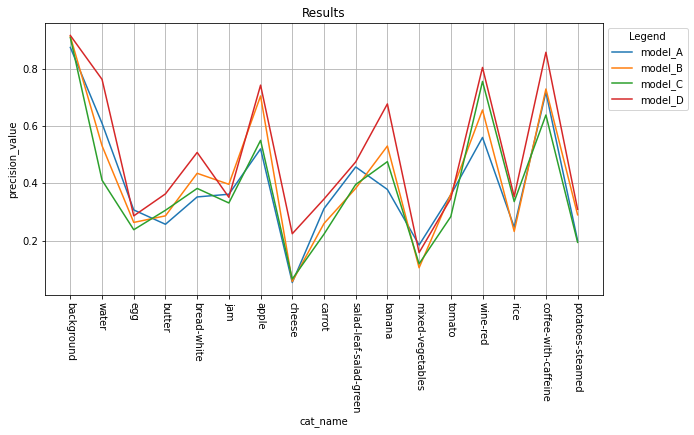 Results
Legend
model_A
model_B
model_C
model_D
precision_value
0.8
0.6
0.4
0.2
background
water
egg
butter
bread-white
jam
apple
cheese
carrot
salad-leaf-salad-green
banana
mixed-vegetables
tomato
wine-red
rice
coffee-with-caffeine
potatoes-steamed
cat_name